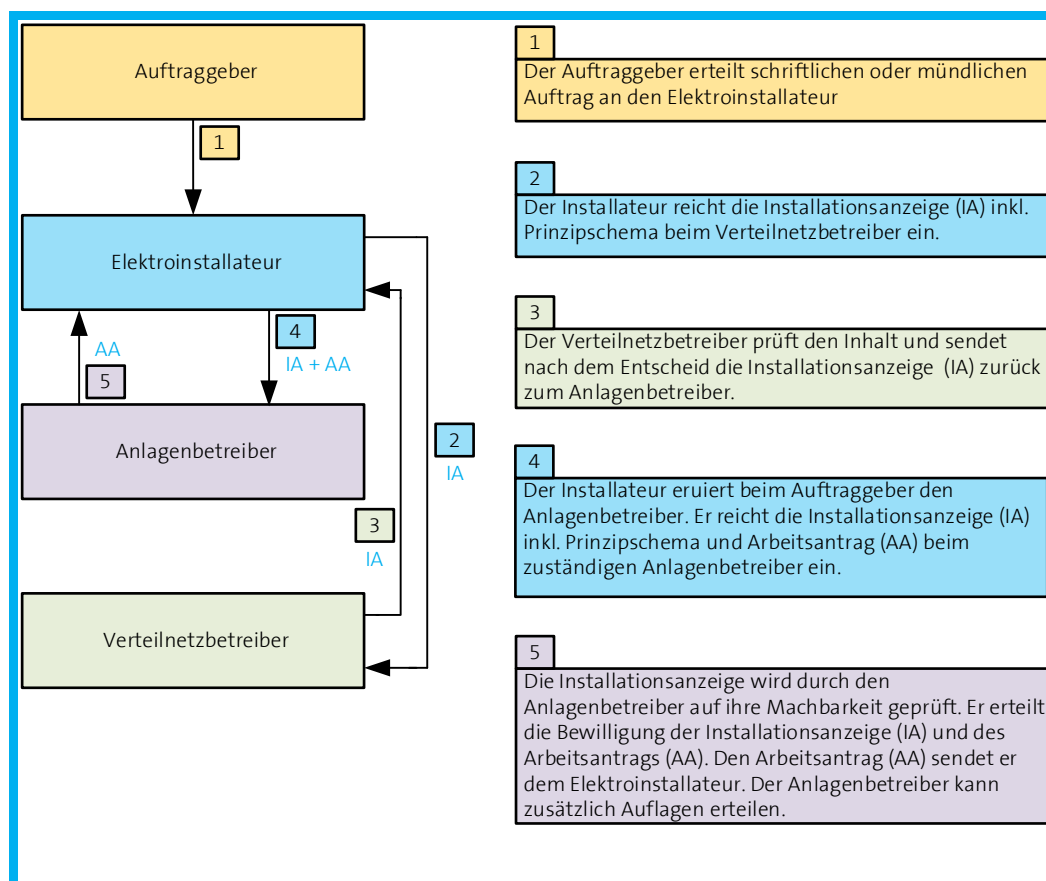 Auftraggeber
1
Elektroinstallateur
4
AA
IA + AA
5
Anlagenbetreiber
2
IA
3
IA
Verteilnetzbetreiber
1
Der Auftraggeber erteilt schriftlichen oder mündlichen
Auftrag an den Elektroinstallateur
2
Der Installateur reicht die Installationsanzeige (IA) inkl.
Prinzipschema beim Verteilnetzbetreiber ein.
3
Der Verteilnetzbetreiber prüft den Inhalt und sendet
nach dem Entscheid die Installationsanzeige (IA) zurück
zum Anlagenbetreiber.
4
Der Installateur eruiert beim Auftraggeber den
Anlagenbetreiber. Er reicht die Installationsanzeige (IA)
inkl. Prinzipschema und Arbeitsantrag (AA) beim
zuständigen Anlagenbetreiber ein.
5
Die Installationsanzeige wird durch den
Anlagenbetreiber auf ihre Machbarkeit geprüft. Er erteilt
die Bewilligung der Installationsanzeige (IA) und des
Arbeitsantrags (AA). Den Arbeitsantrag (AA) sendet er
dem Elektroinstallateur. Der Anlagenbetreiber kann
zusätzlich Auflagen erteilen.